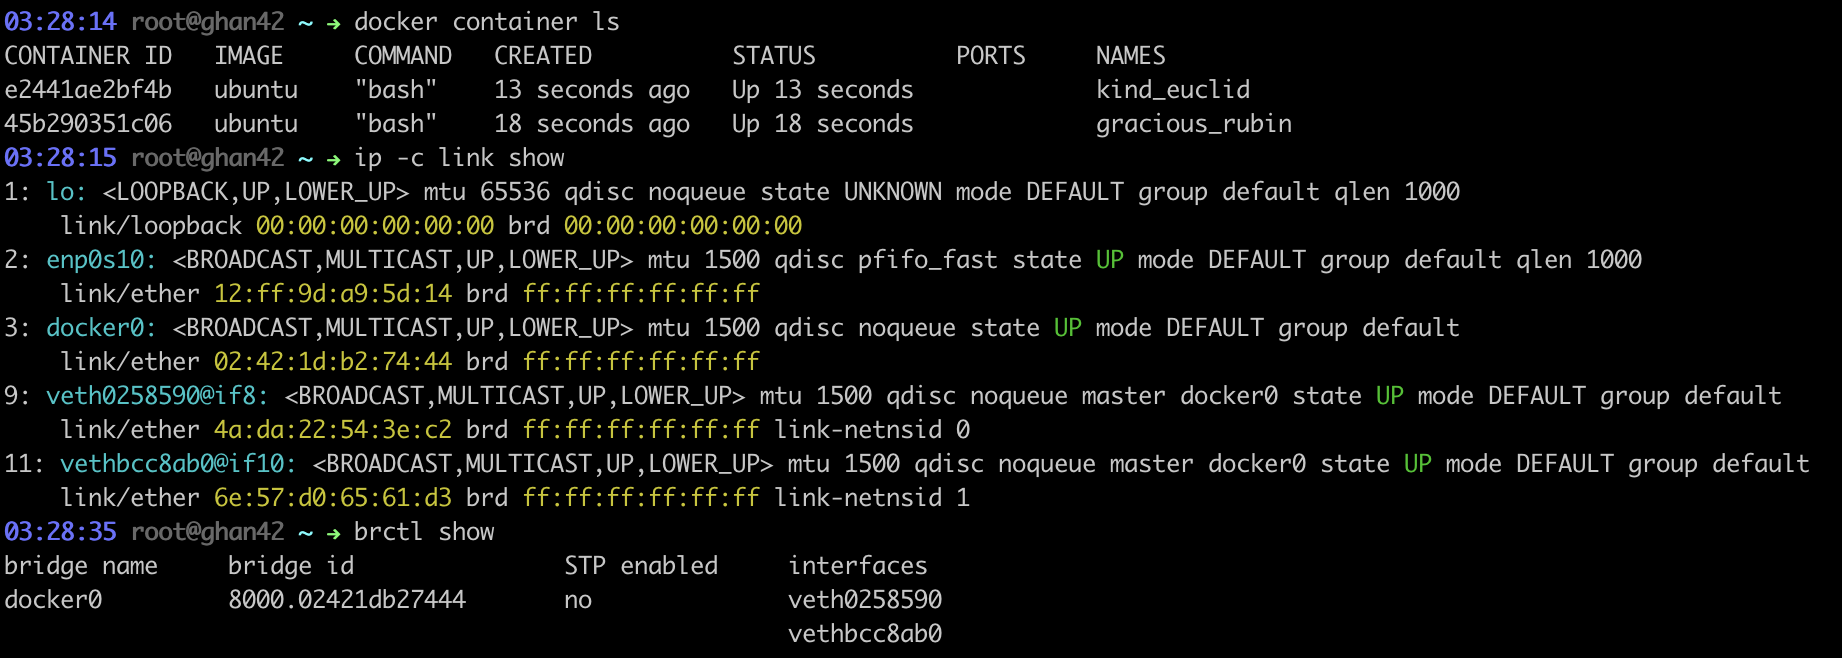 03:28:14 root@ghan42 ~ → docker container ls
CONTAINER ID   IMAGE     COMMAND   CREATED          STATUS          PORTS     NAMES
e2441ae2bf4b   ubuntu    "bash"    13 seconds ago   Up 13 seconds             kind_euclid
45b290351c06   ubuntu    "bash"    18 seconds ago   Up 18 seconds             gracious_rubin
03:28:15 root@ghan42 ~ → ip -c link show
1: lo: <LOOPBACK,UP,LOWER_UP> mtu 65536 qdisc noqueue state UNKNOWN mode DEFAULT group default qlen 1000
    link/loopback 00:00:00:00:00:00 brd 00:00:00:00:00:00
2: enp0s10: <BROADCAST,MULTICAST,UP,LOWER_UP> mtu 1500 qdisc pfifo_fast state UP mode DEFAULT group default qlen 1000
    link/ether 12:ff:9d:a9:5d:14 brd ff:ff:ff:ff:ff:ff
3: docker0: <BROADCAST,MULTICAST,UP,LOWER_UP> mtu 1500 qdisc noqueue state UP mode DEFAULT group default
    link/ether 02:42:1d:b2:74:44 brd ff:ff:ff:ff:ff:ff
9: veth0258590@if8: <BROADCAST,MULTICAST,UP,LOWER_UP> mtu 1500 qdisc noqueue master docker0 state UP mode DEFAULT group default
    link/ether 4a:da:22:54:3e:c2 brd ff:ff:ff:ff:ff:ff link-netnsid 0
11: vethbcc8ab0@if10: <BROADCAST,MULTICAST,UP,LOWER_UP> mtu 1500 qdisc noqueue master docker0 state UP mode DEFAULT group default
    link/ether 6e:57:d0:65:61:d3 brd ff:ff:ff:ff:ff:ff link-netnsid 1
03:28:35 root@ghan42 ~ → brctl show
bridge name     bridge id               STP enabled     interfaces
docker0         8000.02421db27444       no              veth0258590
                                                        vethbcc8ab0